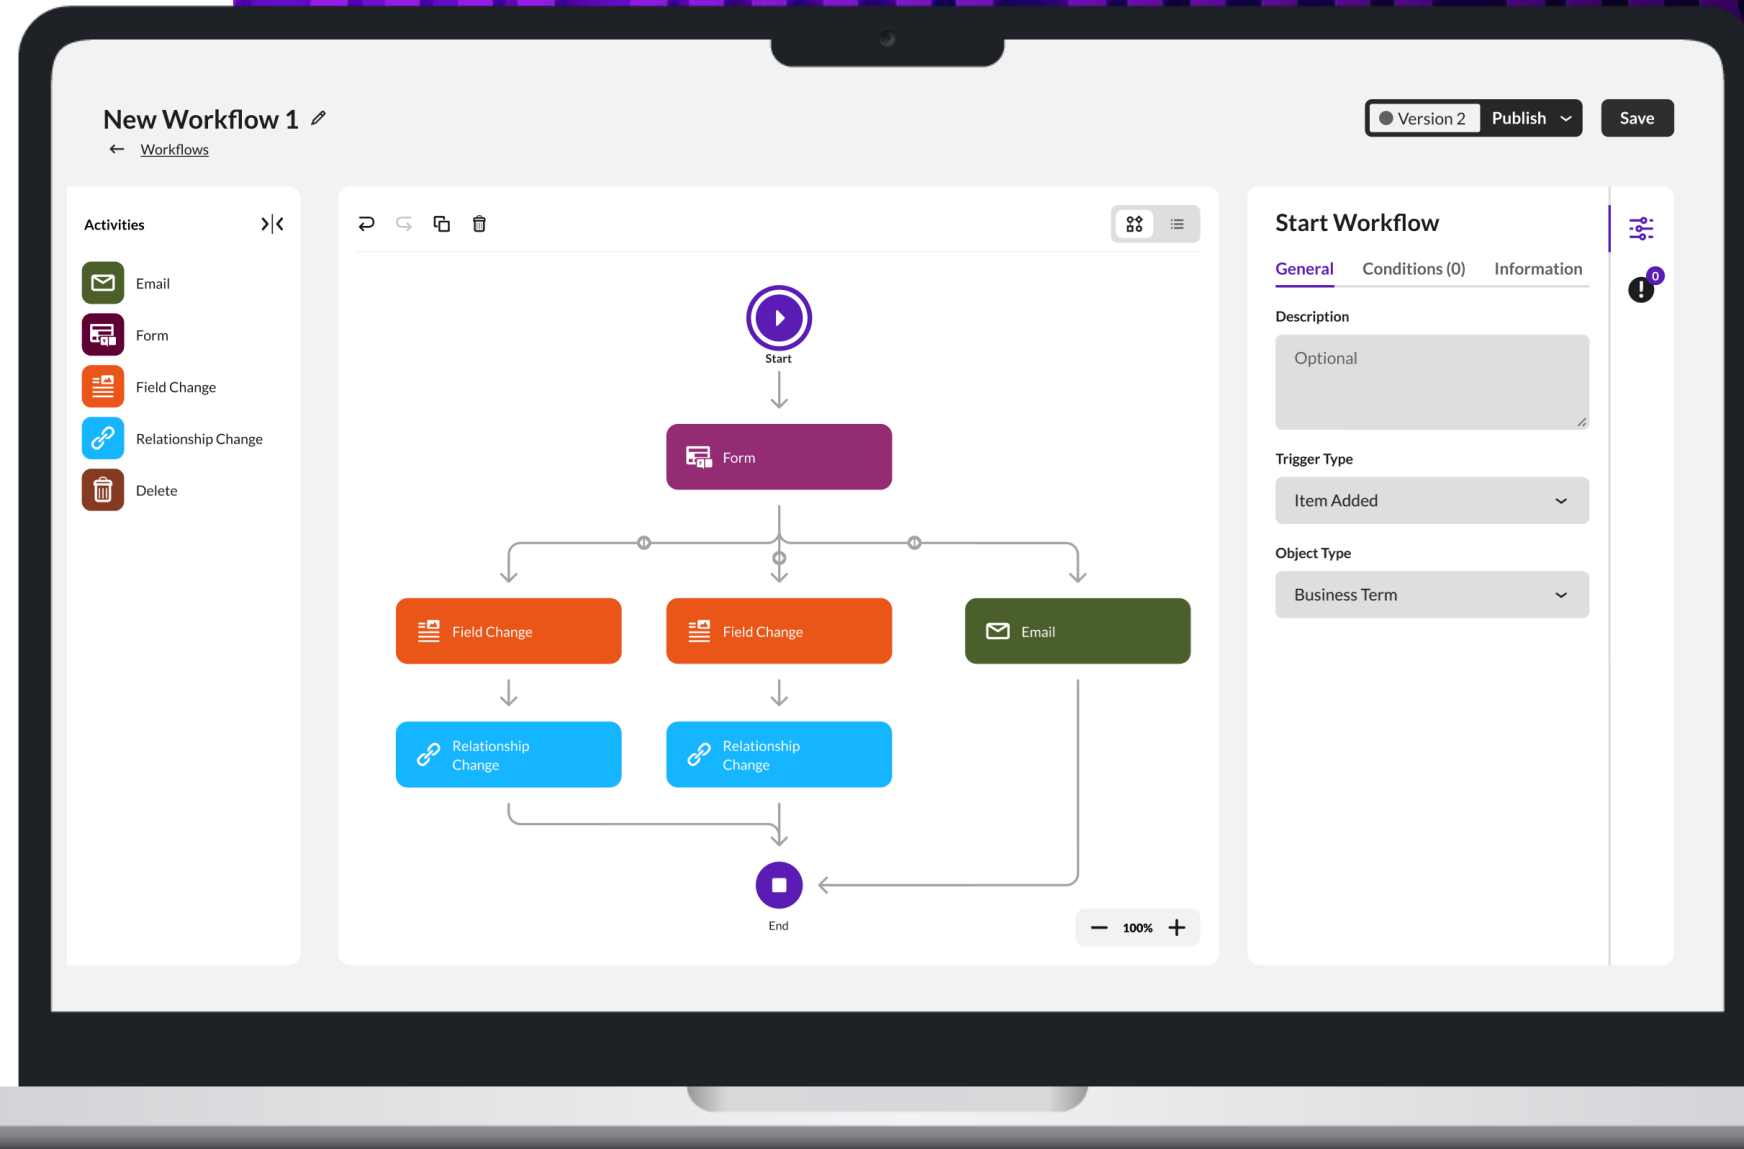 New Workflow 1
Workflows
Version 2
Publish
Save
Activities
Email
Form
Field Change
Relationship Change
Delete
Start
Form
Field Change
Field Change
Email
Relationship
Change
Relationship
Change
End
100%
Start Workflow
General
Conditions (0)
Information
0
Description
Optional
Trigger Type
Item Added
Object Type
Business Term